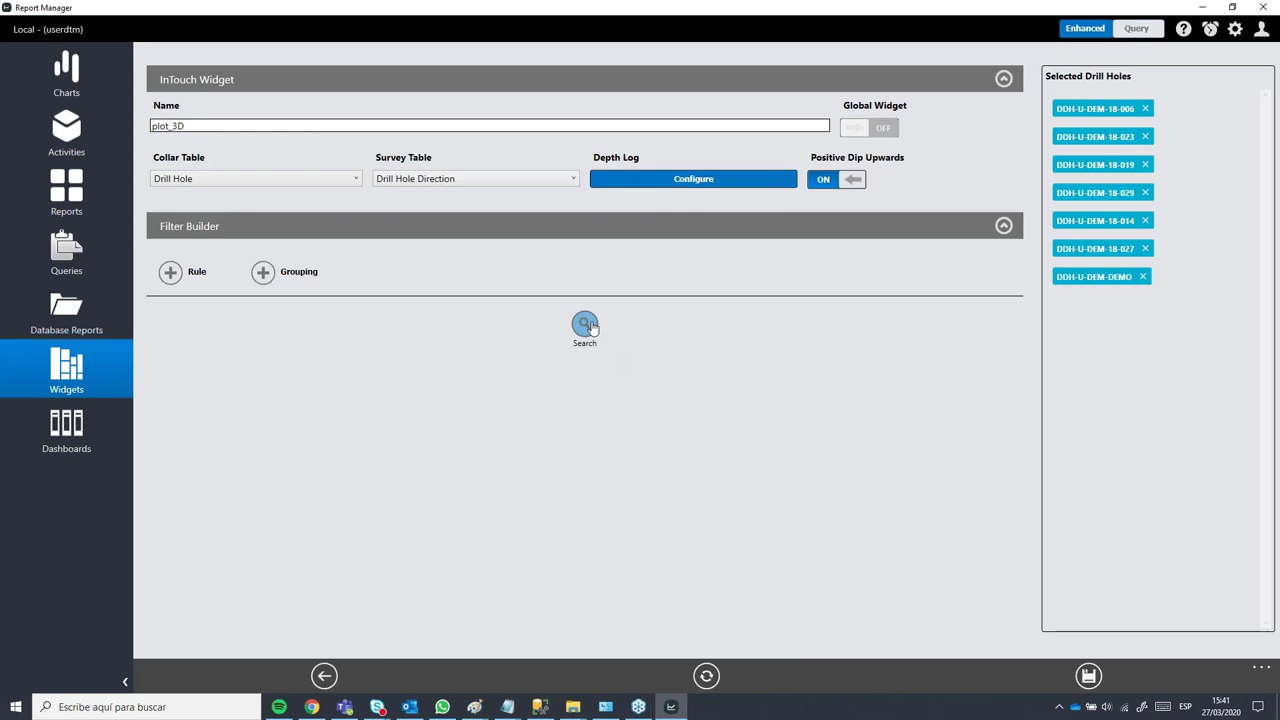 Report Manager
Local - (userdtm)
Enhanced
Query
Charts
Activities
Reports
Queries
Database Reports
Widgets
Dashboards
InTouch Widget
Name
Global Widget
plot_3D
OFF
Collar Table
Survey Table
Depth Log
Positive Dip Upwards
Drill Hole
Drill Hole Direction
Configure
ON
Filter Builder
Rule
Grouping
Search
Selected Drill Holes
DDH-U-DEM-18-006
DDH-U-DEM-18-023
DDH-U-DEM-18-019
DDH-U-DEM-18-029
DDH-U-DEM-18-014
DDH-U-DEM-18-027
DDH-U-DEM-DEMO
Escribe aquí para buscar
ESP
15:41
27/03/2020